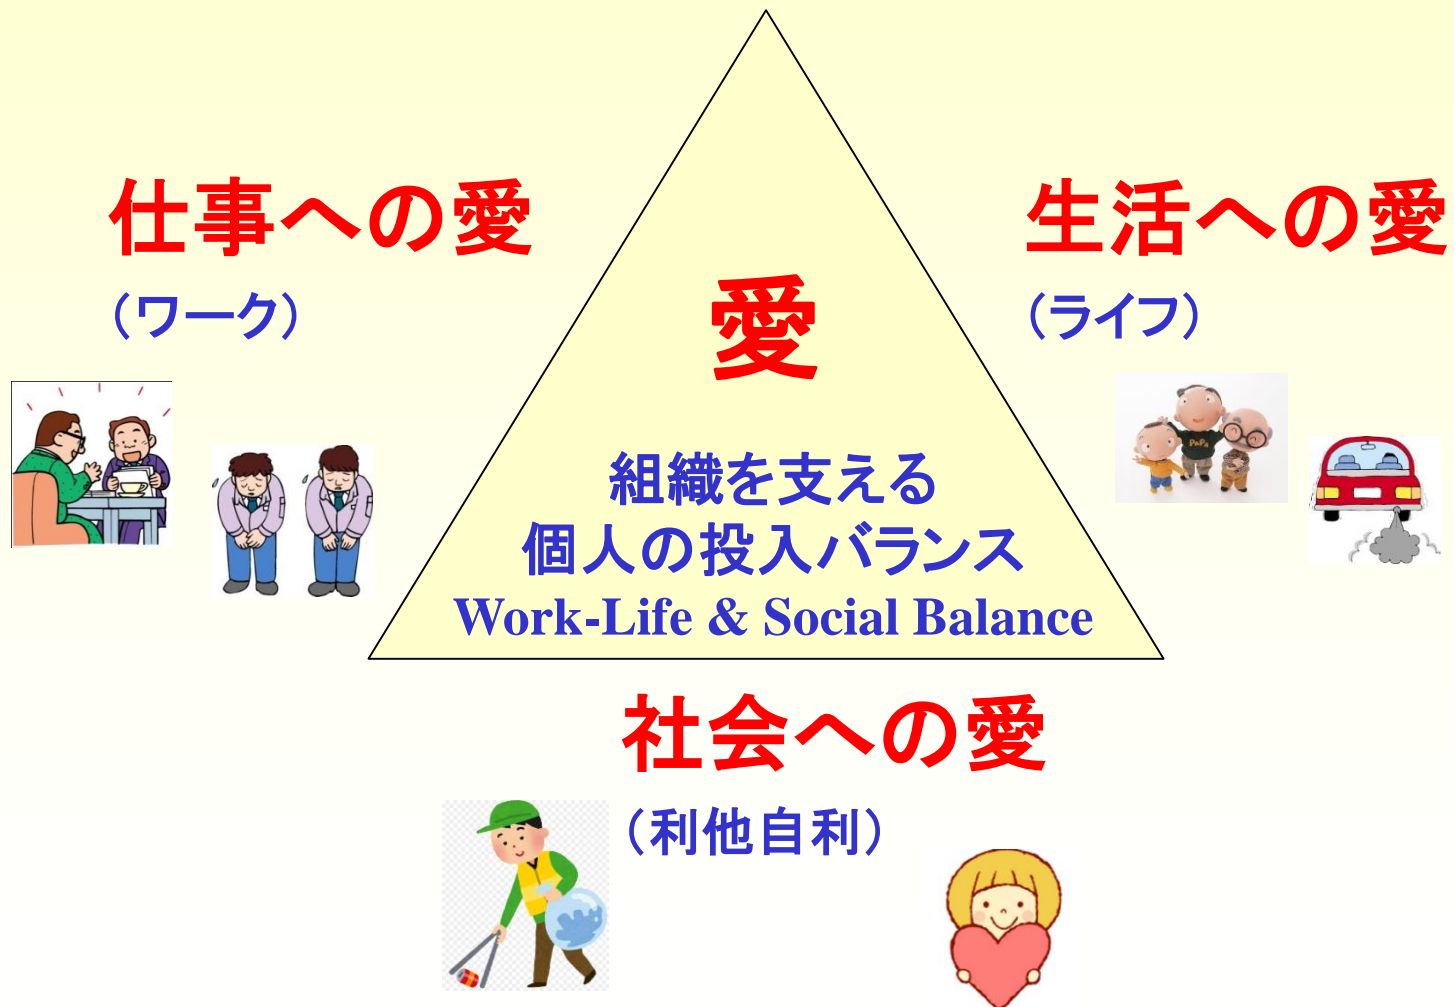 仕事への愛
（ワーク）
生活への愛
（ライフ）
愛
組織を支える
個人の投入バランス
Work-Life & Social Balance
社会への愛
（利他自利）
PAPA